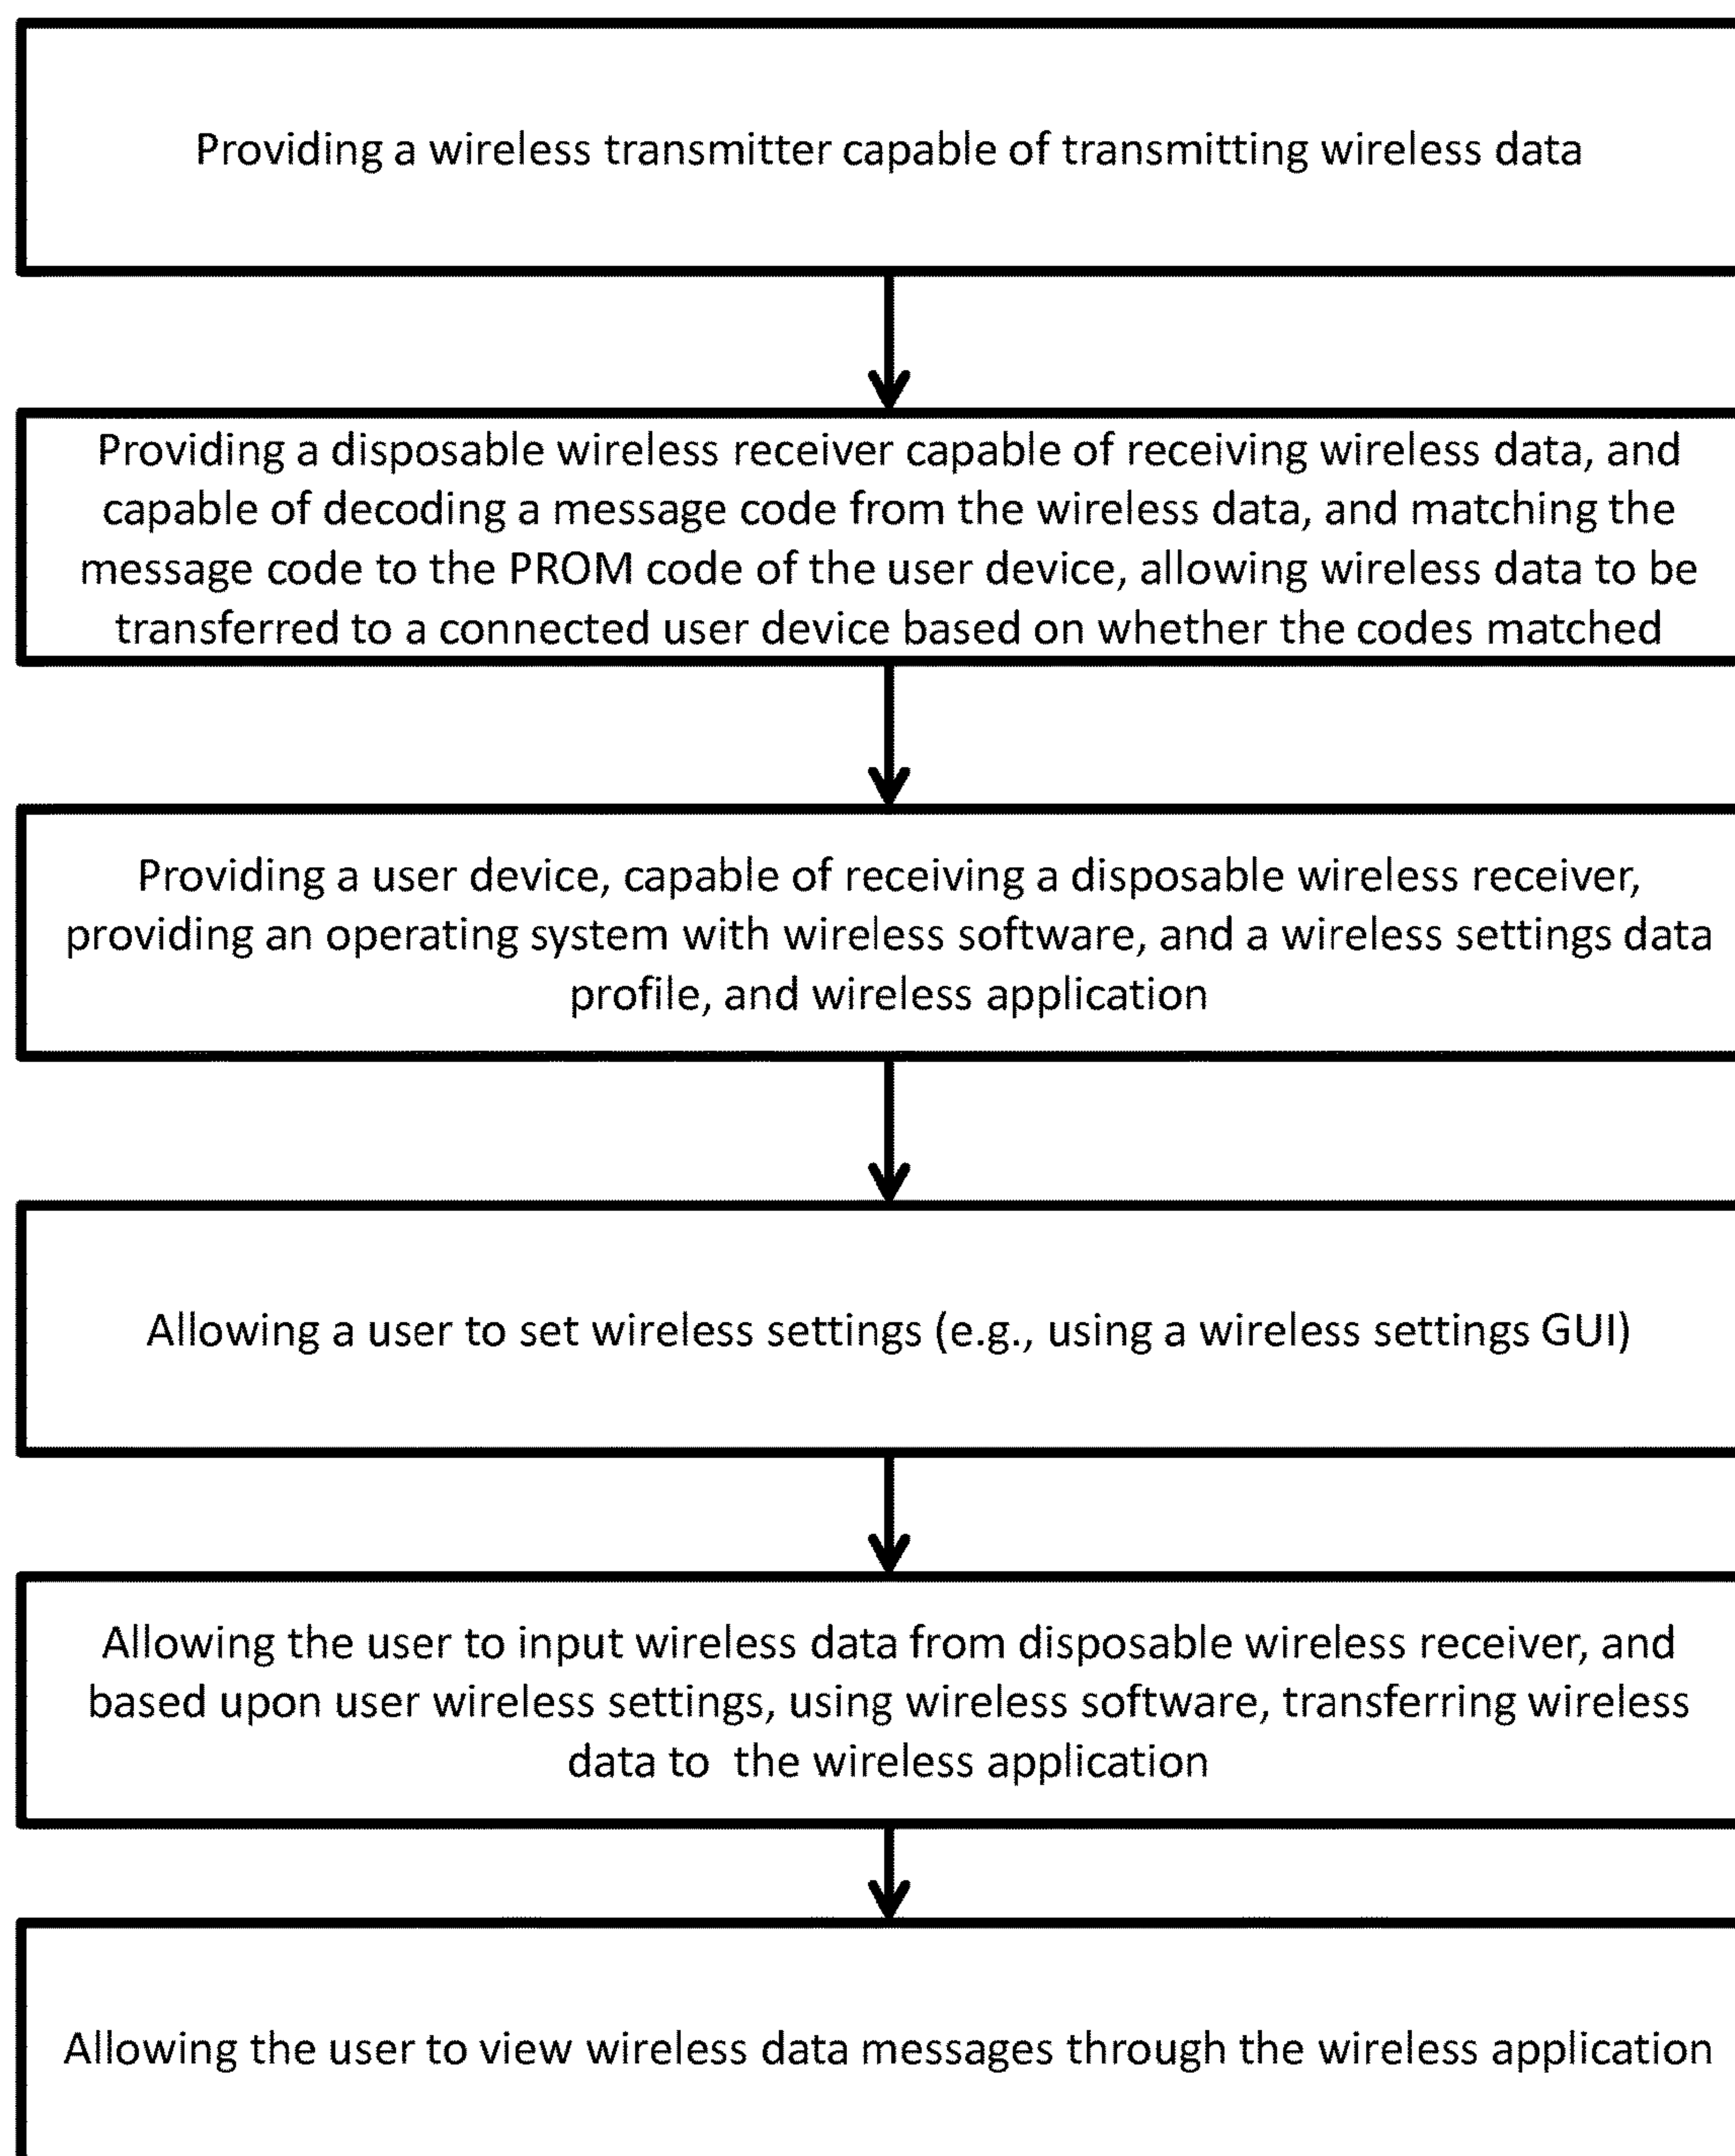 Providing a wireless transmitter capable of transmitting wireless data
Providing a disposable wireless receiver capable of receiving wireless data, and
capable of decoding a message code from the wireless data, and matching the
message code to the PROM code of the user device, allowing wireless data to be
transferred to a connected user device based on whether the codes matched
Providing a user device, capable of receiving a disposable wireless receiver,
providing an operating system with wireless software, and a wireless settings data
profile, and wireless application
Allowing a user to set wireless settings (e.g., using a wireless settings GUI)
Allowing the user to input wireless data from disposable wireless receiver, and
based upon user wireless settings, using wireless software, transferring wireless
data to  the wireless application
Allowing the user to view wireless data messages through the wireless application